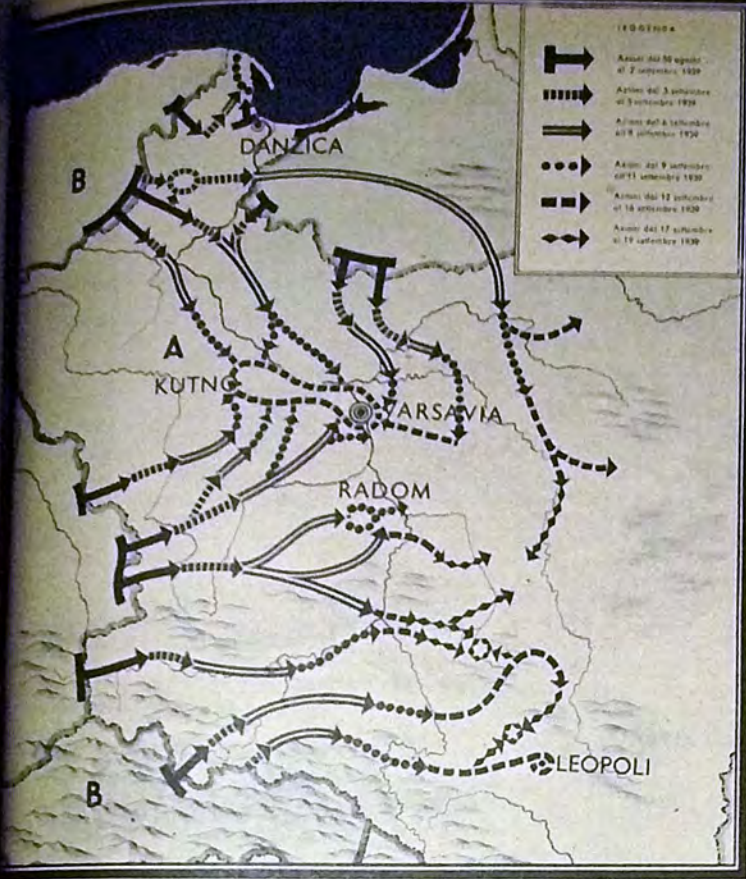 LEGGENDA
Azioni dal 30 agosto
al 2 settembre 1939
Azioni dal 3 settembre
al 5 settembre 1939
Azioni dal 6 settembre
all'8 settembre 1939
Azioni dal 9 settembre
all'11 settembre 1939
Azioni dal 12 settembre
al 16 settembre 1939
Azioni dal 17 settembre
al 19 settembre 1939
DANZICA
B
A
KUTNO
VARSAVIA
RADOM
LEOPOLI
B